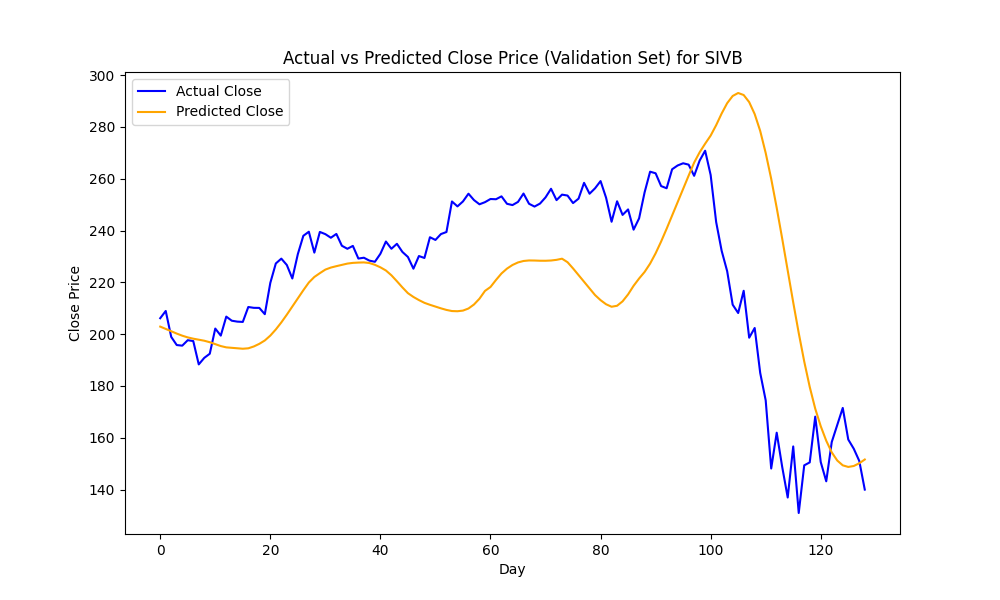 Actual vs Predicted Close Price (Validation Set) for SIVB
Actual Close
Predicted Close
Close Price
300
280
260
240
220
200
180
160
140
0 20 40 60 80 100 120
Day